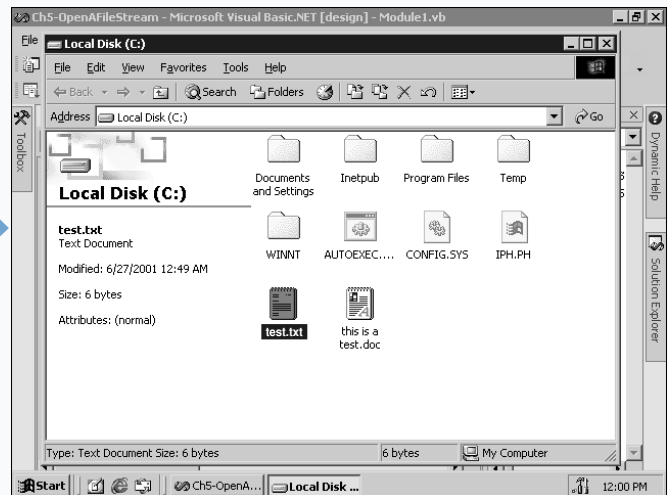 Ch5-OpenAFileStream - Microsoft Visual Basic.NET [design] - Module1.vb
File
Local Disk (C:)
File Edit View Favorites Tools Help
Back Search Folders
Address Local Disk (C:) Go
Toolbox
Dynamic Help
Solution Explorer
Local Disk (C:)
test.txt
Text Document
Modified: 6/27/2001 12:49 AM
Size: 6 bytes
Attributes: (normal)
Documents and Settings
Inetpub
Program Files
Temp
WINNT
AUTOEXEC....
CONFIG.SYS
IPH.PH
test.txt
this is a
test.doc
Type: Text Document Size: 6 bytes 6 bytes My Computer
Start Ch5-OpenA... Local Disk ... 12:00 PM